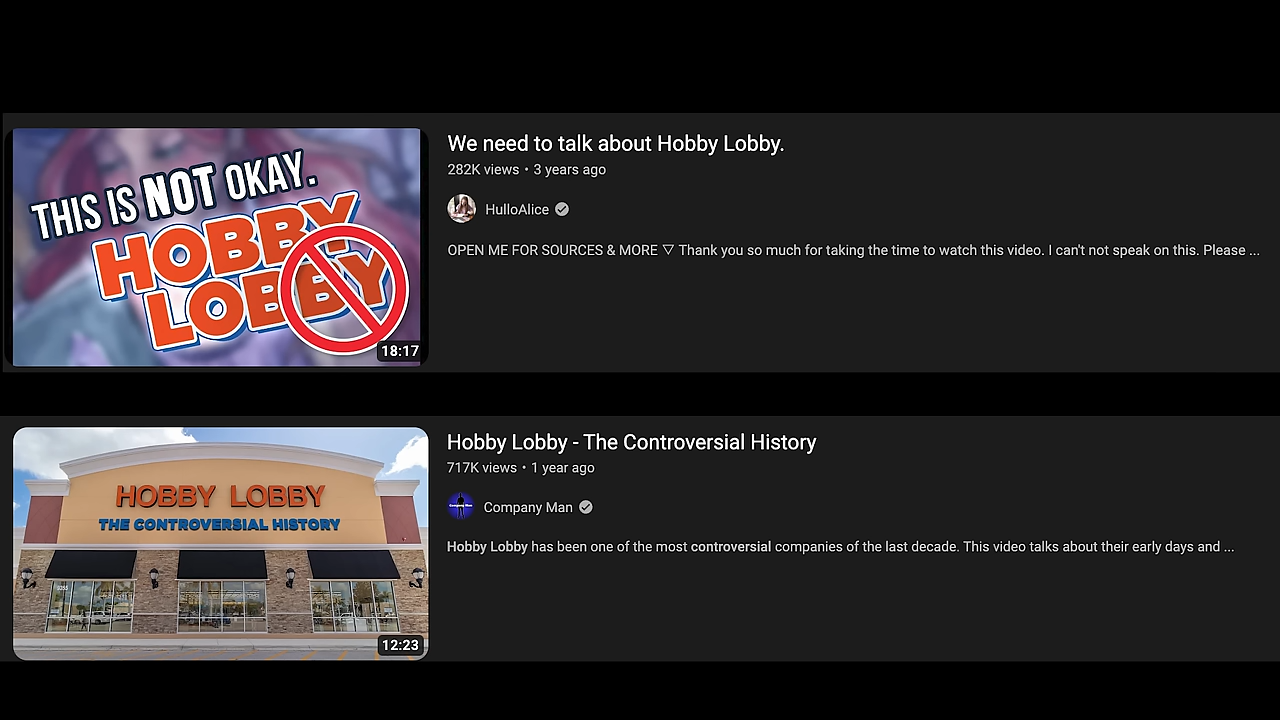 THIS IS NOT OKAY.
HOBBY
LOBBY
18:17
We need to talk about Hobby Lobby.
282K views • 3 years ago
HulloAlice
OPEN ME FOR SOURCES & MORE ▽ Thank you so much for taking the time to watch this video. I can't not speak on this. Please ...
HOBBY LOBBY
THE CONTROVERSIAL HISTORY
12:23
Hobby Lobby - The Controversial History
717K views • 1 year ago
Company Man
Hobby Lobby has been one of the most controversial companies of the last decade. This video talks about their early days and ...